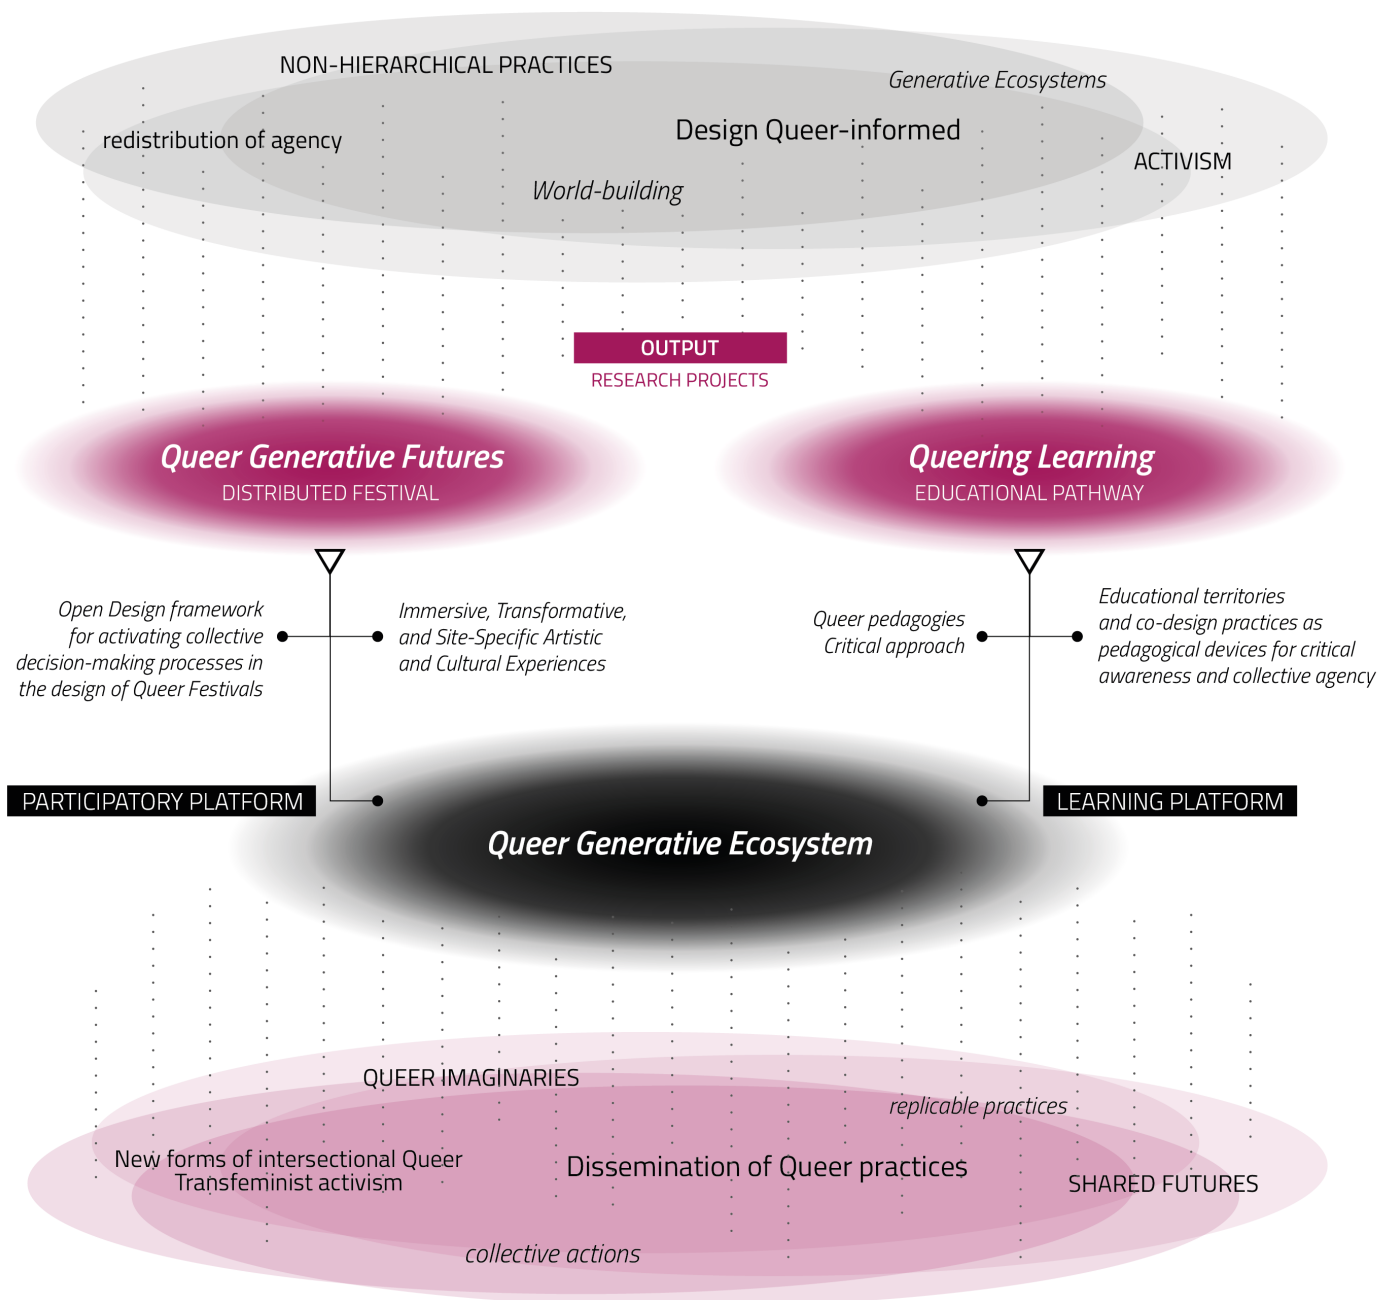 NON-HIERARCHICAL PRACTICES
Generative Ecosystems
redistribution of agency
Design Queer-informed
ACTIVISM
World-building
OUTPUT
RESEARCH PROJECTS
Queer Generative Futures
DISTRIBUTED FESTIVAL
Queering Learning
EDUCATIONAL PATHWAY
Open Design framework
for activating collective
decision-making processes in
the design of Queer Festivals
Immersive, Transformative,
and Site-Specific Artistic
and Cultural Experiences
Queer pedagogies
Critical approach
Educational territories
and co-design practices as
pedagogical devices for critical
awareness and collective agency
PARTICIPATORY PLATFORM
LEARNING PLATFORM
Queer Generative Ecosystem
QUEER IMAGINARIES
replicable practices
New forms of intersectional Queer
Transfeminist activism
Dissemination of Queer practices
SHARED FUTURES
collective actions